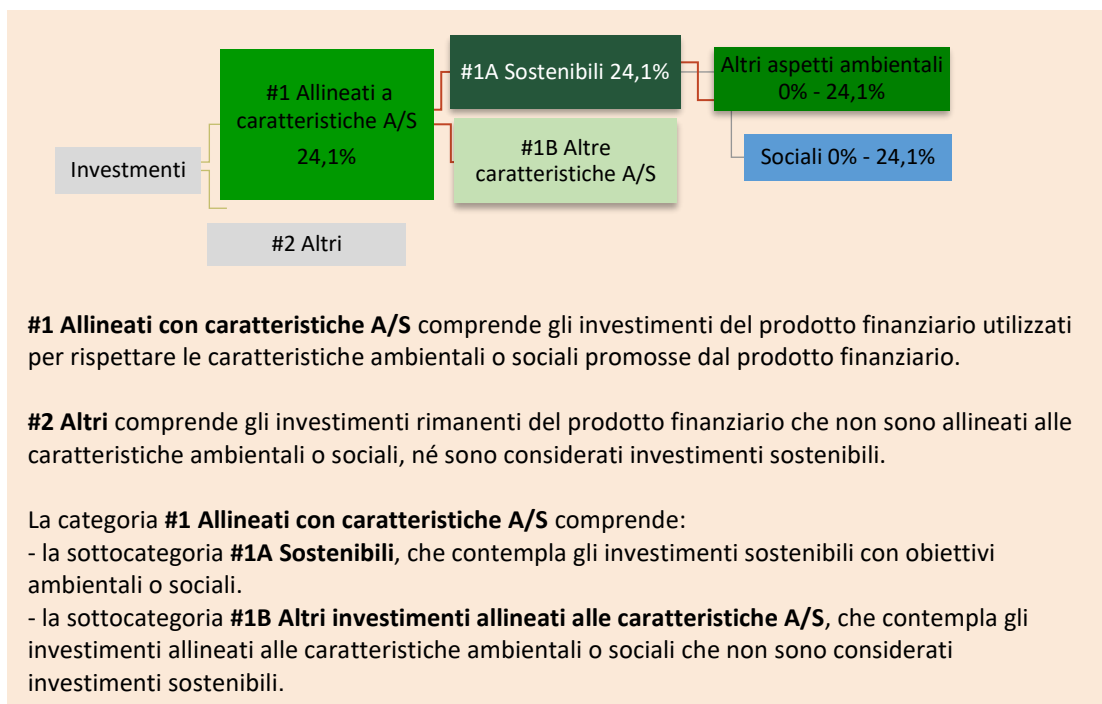 Investimenti
#1 Allineati a
caratteristiche A/S
24,1%
#2 Altri
#1A Sostenibili 24,1%
#1B Altre
caratteristiche A/S
Altri aspetti ambientali
0% - 24,1%
Sociali 0% - 24,1%
#1 Allineati con caratteristiche A/S comprende gli investimenti del prodotto finanziario utilizzati
per rispettare le caratteristiche ambientali o sociali promosse dal prodotto finanziario.
#2 Altri comprende gli investimenti rimanenti del prodotto finanziario che non sono allineati alle
caratteristiche ambientali o sociali, né sono considerati investimenti sostenibili.
La categoria #1 Allineati con caratteristiche A/S comprende:
- la sottocategoria #1A Sostenibili, che contempla gli investimenti sostenibili con obiettivi
ambientali o sociali.
- la sottocategoria #1B Altri investimenti allineati alle caratteristiche A/S, che contempla gli
investimenti allineati alle caratteristiche ambientali o sociali che non sono considerati
investimenti sostenibili.